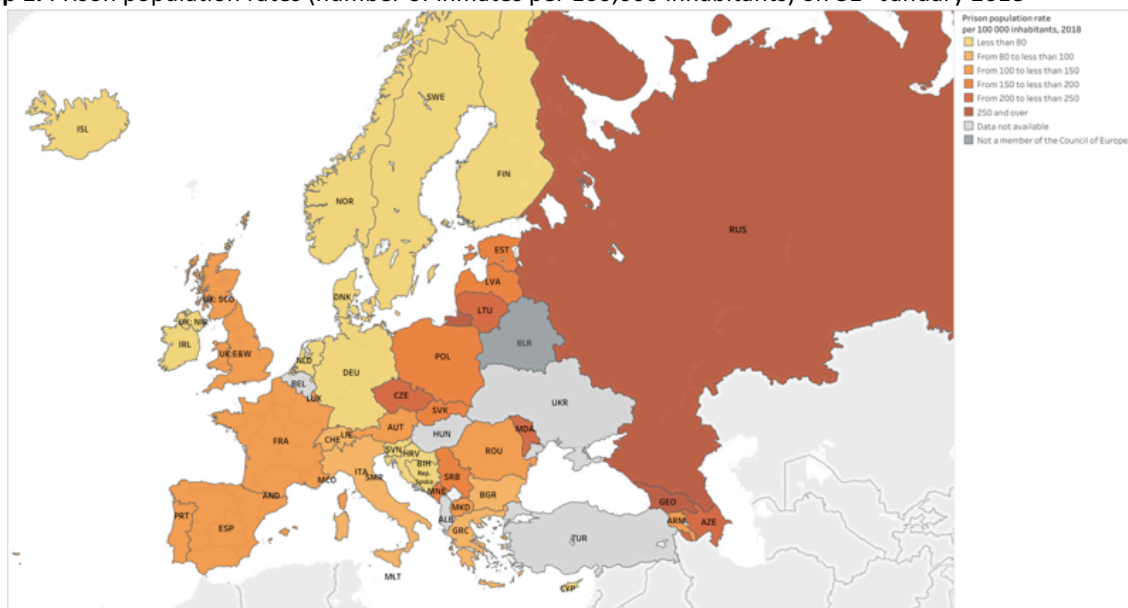 Prison population rate
per 100 000 inhabitants, 2018
Less than 80
From 80 to less than 100
From 100 to less than 150
From 150 to less than 200
From 200 to less than 250
250 and over
Data not available
Not a member of the Council of Europe
ISL
SWE
FIN
NOR
RUS
EST
LVA
DNK
LTU
UK: SCO
UK: NIR
IRL
UK:E&W
NLD
BLR
POL
DEU
BEL
CZE
LUX
UKR
SVK
AUT
HUN
MDA
FRA
CHE
LIE
SVN
HRV
ROU
BIH
Rep.
Srpska
ITA
SMR
SRB
MCO
MNE
BGR
AND
MKD
GEO
PRT
ESP
ALB
ARM
AZE
GRC
TUR
MLT
CYP